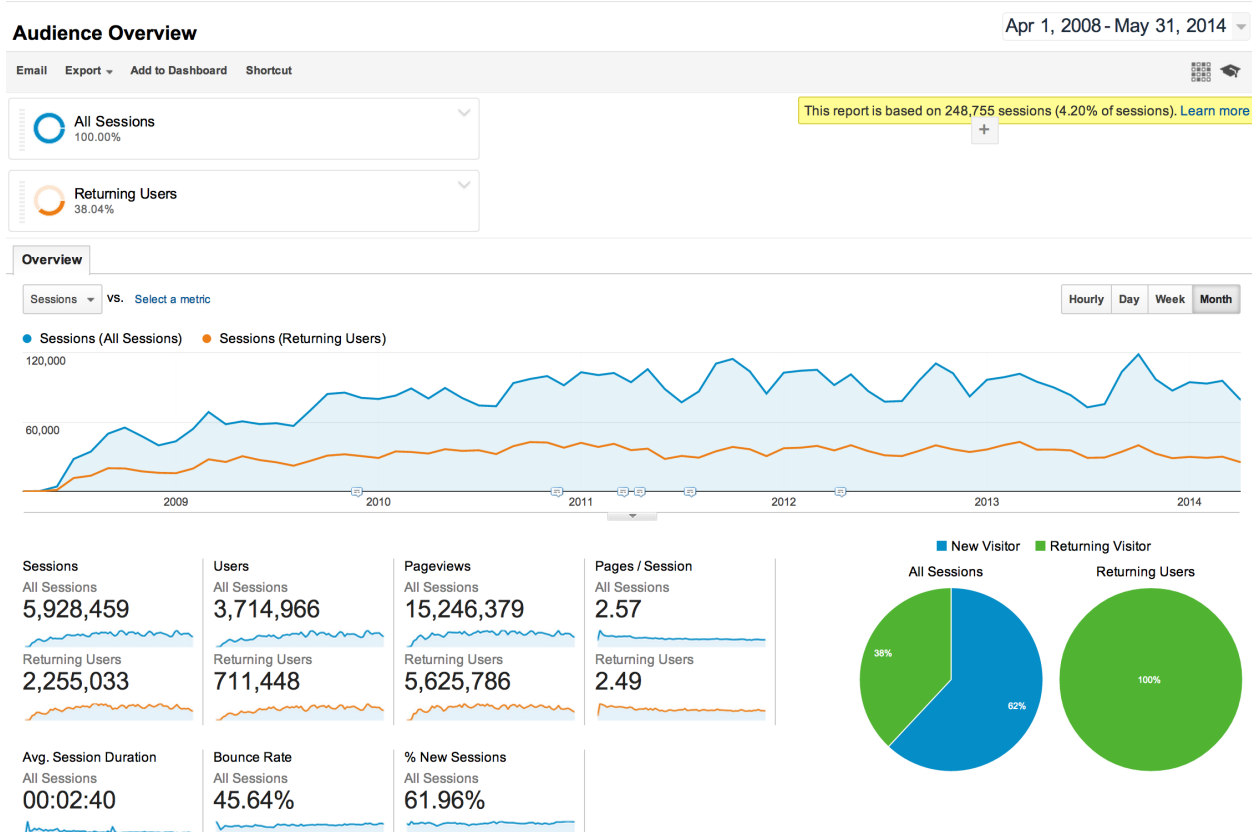 Audience Overview
Apr 1, 2008 - May 31, 2014
Email Export Add to Dashboard Shortcut
All Sessions
100.00%
This report is based on 248,755 sessions (4.20% of sessions). Learn more
+
Returning Users
38.04%
Overview
Sessions vs. Select a metric
Hourly Day Week Month
Sessions (All Sessions) Sessions (Returning Users)
120,000
60,000
2009 2010 2011 2012 2013 2014
New Visitor Returning Visitor
All Sessions Returning Users
38% 62% 100%
Sessions Users Pageviews Pages / Session
All Sessions All Sessions All Sessions All Sessions
5,928,459 3,714,966 15,246,379 2.57
Returning Users Returning Users Returning Users Returning Users
2,255,033 711,448 5,625,786 2.49
Avg. Session Duration Bounce Rate % New Sessions
All Sessions All Sessions All Sessions
00:02:40 45.64% 61.96%